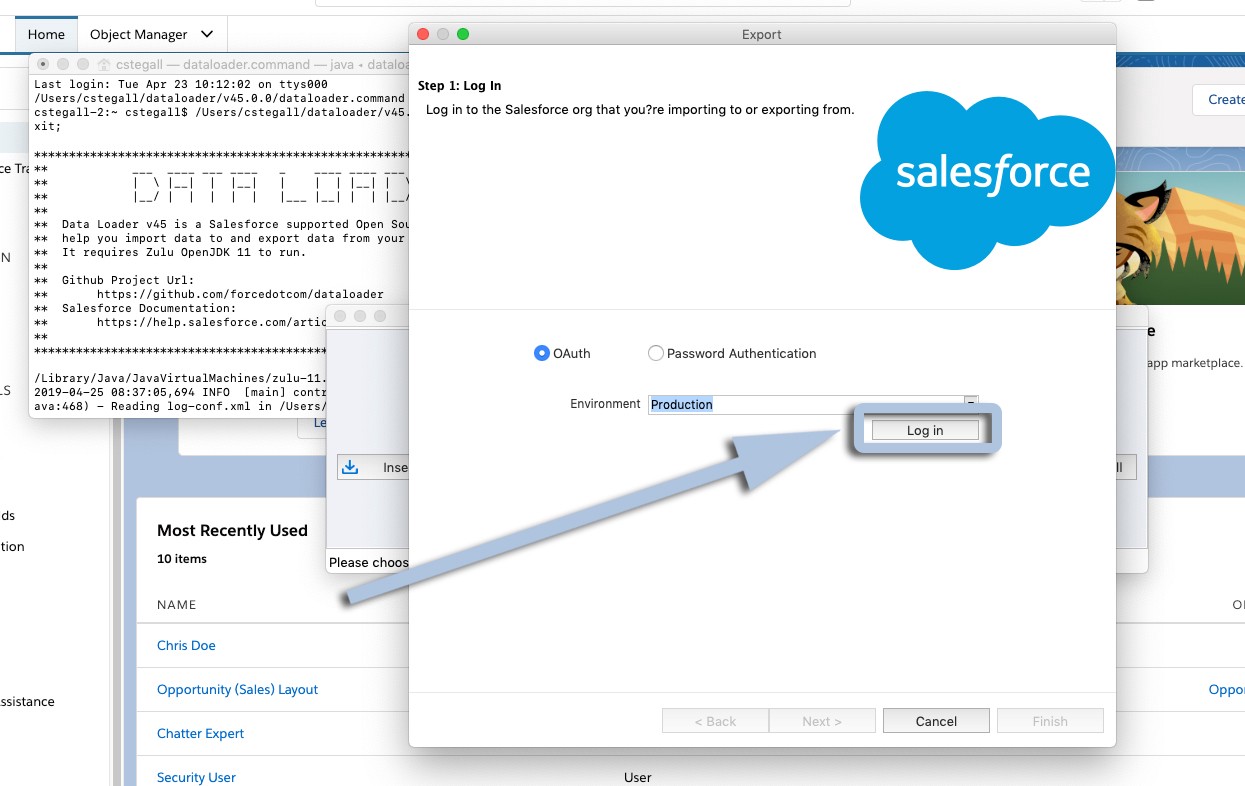 Home
Object Manager
Export
cstegall — dataloader.command — java • dataloa
Last login: Tue Apr 23 10:12:02 on ttys000
/Users/cstegall/dataloader/v45.0.0/dataloader.command
cstegall-2:~ cstegall$ /Users/cstegall/dataloader/v45.
xit;
**  Data Loader v45 is a Salesforce supported Open Sou
**  help you import data to and export data from your
**  It requires Zulu OpenJDK 11 to run.
**
**  Github Project Url:
**       https://github.com/forcedotcom/dataloader
**  Salesforce Documentation:
**       https://help.salesforce.com/artic
**
/Library/Java/JavaVirtualMachines/zulu-11.
2019-04-25 08:37:05,694 INFO  [main] contr
ava:468) - Reading log-conf.xml in /Users/
Step 1: Log In
Log in to the Salesforce org that you?re importing to or exporting from.
salesforce
Create
ce Tra
N
LS
e
app marketplace.
OAuth
Password Authentication
Environment
Production
Log in
Le
Inse
ll
Please choos
ds
tion
ssistance
Most Recently Used
10 items
NAME
Chris Doe
Opportunity (Sales) Layout
Oppor
Chatter Expert
Security User
User
< Back
Next >
Cancel
Finish